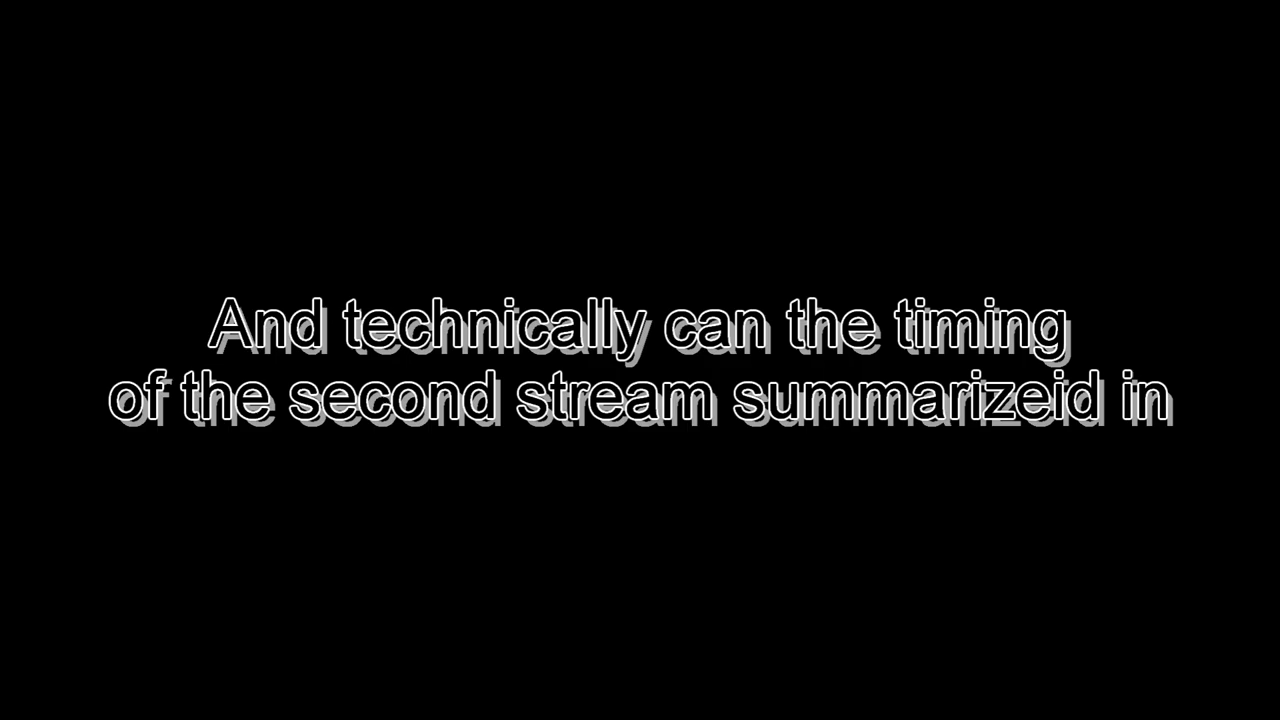 And technically can the timing
of the second stream summarizeid in